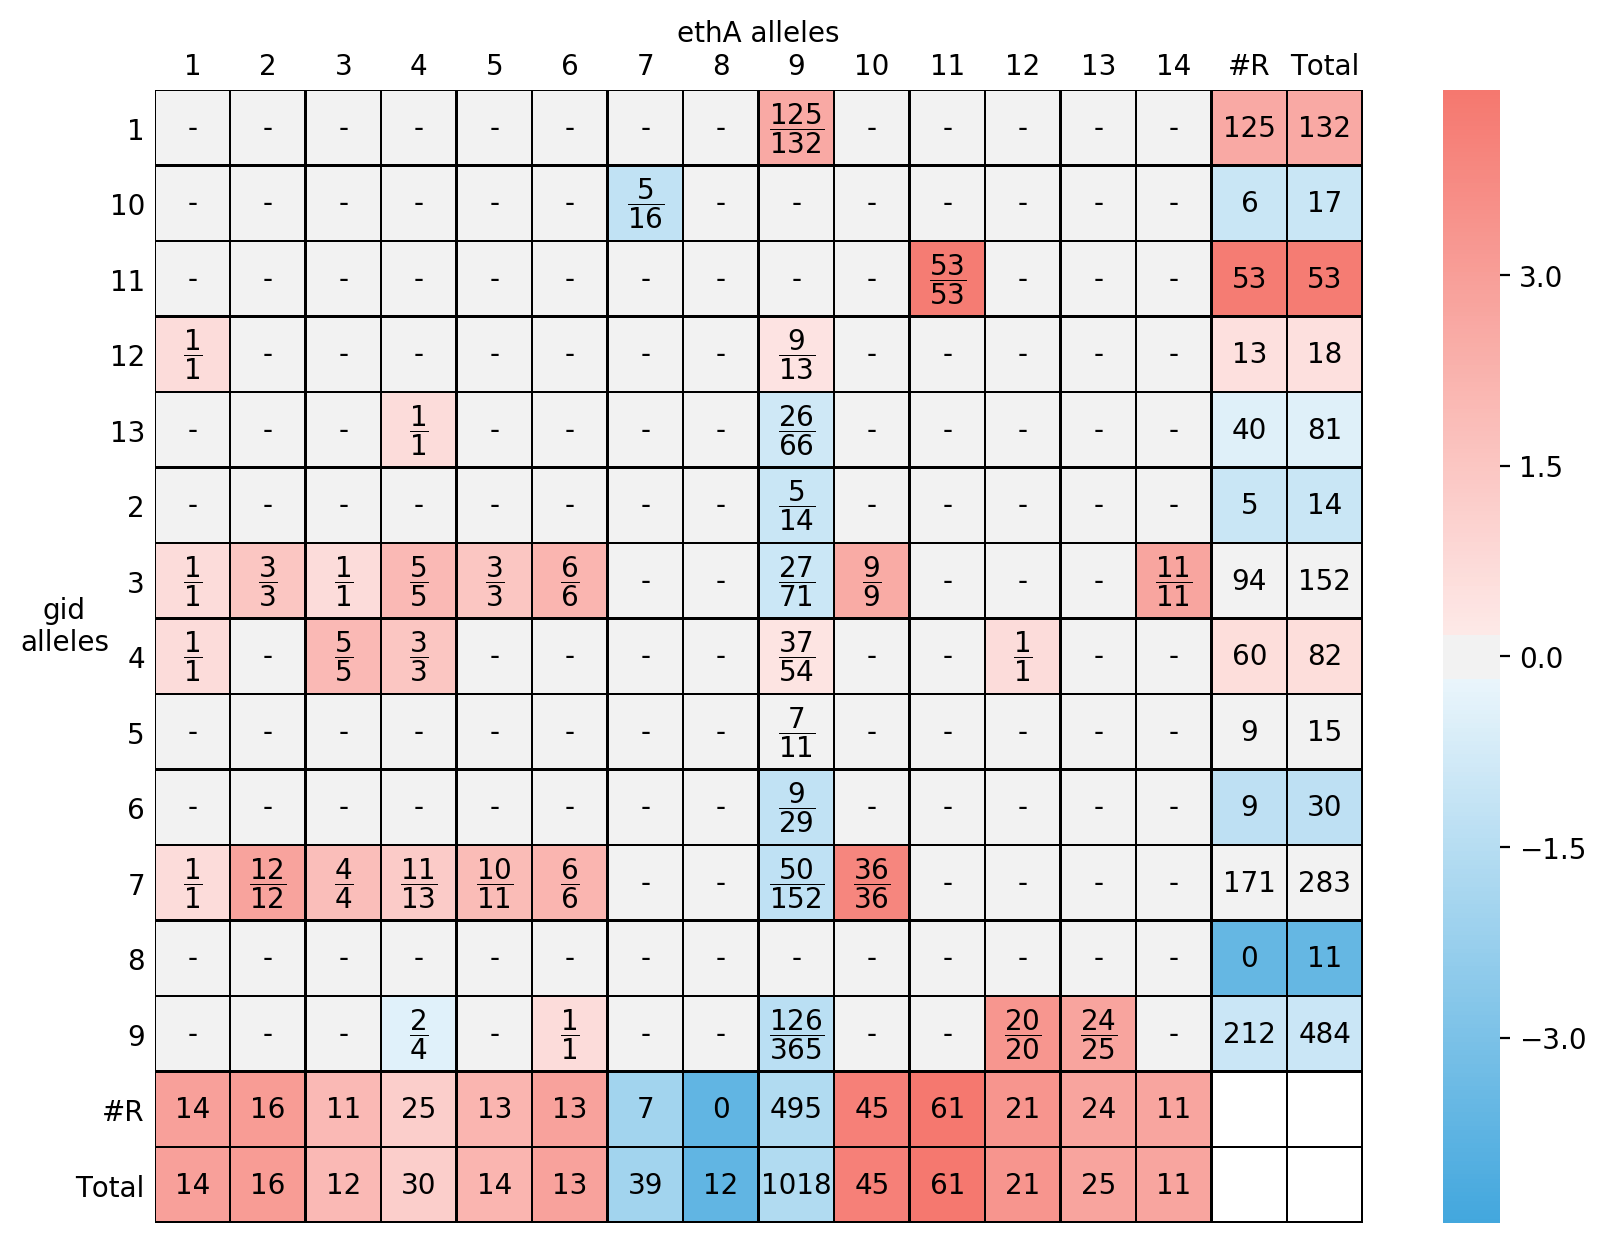 ethA alleles
1 2 3 4 5 6 7 8 9 10 11 12 13 14 #R Total
1 - - - - - - - - 125/132 - - - - - 125 132
10 - - - - - - 5/16 - - - - - - - 6 17
11 - - - - - - - - - - 53/53 - - - 53 53
12 1/1 - - - - - - - 9/13 - - - - - 13 18
13 - - - 1/1 - - - - 26/66 - - - - - 40 81
2 - - - - - - - - 5/14 - - - - - 5 14
3 1/1 3/3 1/1 5/5 3/3 6/6 - - 27/71 9/9 - - - 11/11 94 152
gid
alleles
4 1/1 - 5/5 3/3 - - - - 37/54 - - 1/1 - - 60 82
5 - - - - - - - - 7/11 - - - - - 9 15
6 - - - - - - - - 9/29 - - - - - 9 30
7 1/1 12/12 4/4 11/13 10/11 6/6 - - 50/152 36/36 - - - - 171 283
8 - - - - - - - - - - - - - - 0 11
9 - - - 2/4 - 1/1 - - 126/365 - - 20/20 24/25 - 212 484
#R 14 16 11 25 13 13 7 0 495 45 61 21 24 11
Total 14 16 12 30 14 13 39 12 1018 45 61 21 25 11
3.0
1.5
0.0
−1.5
−3.0